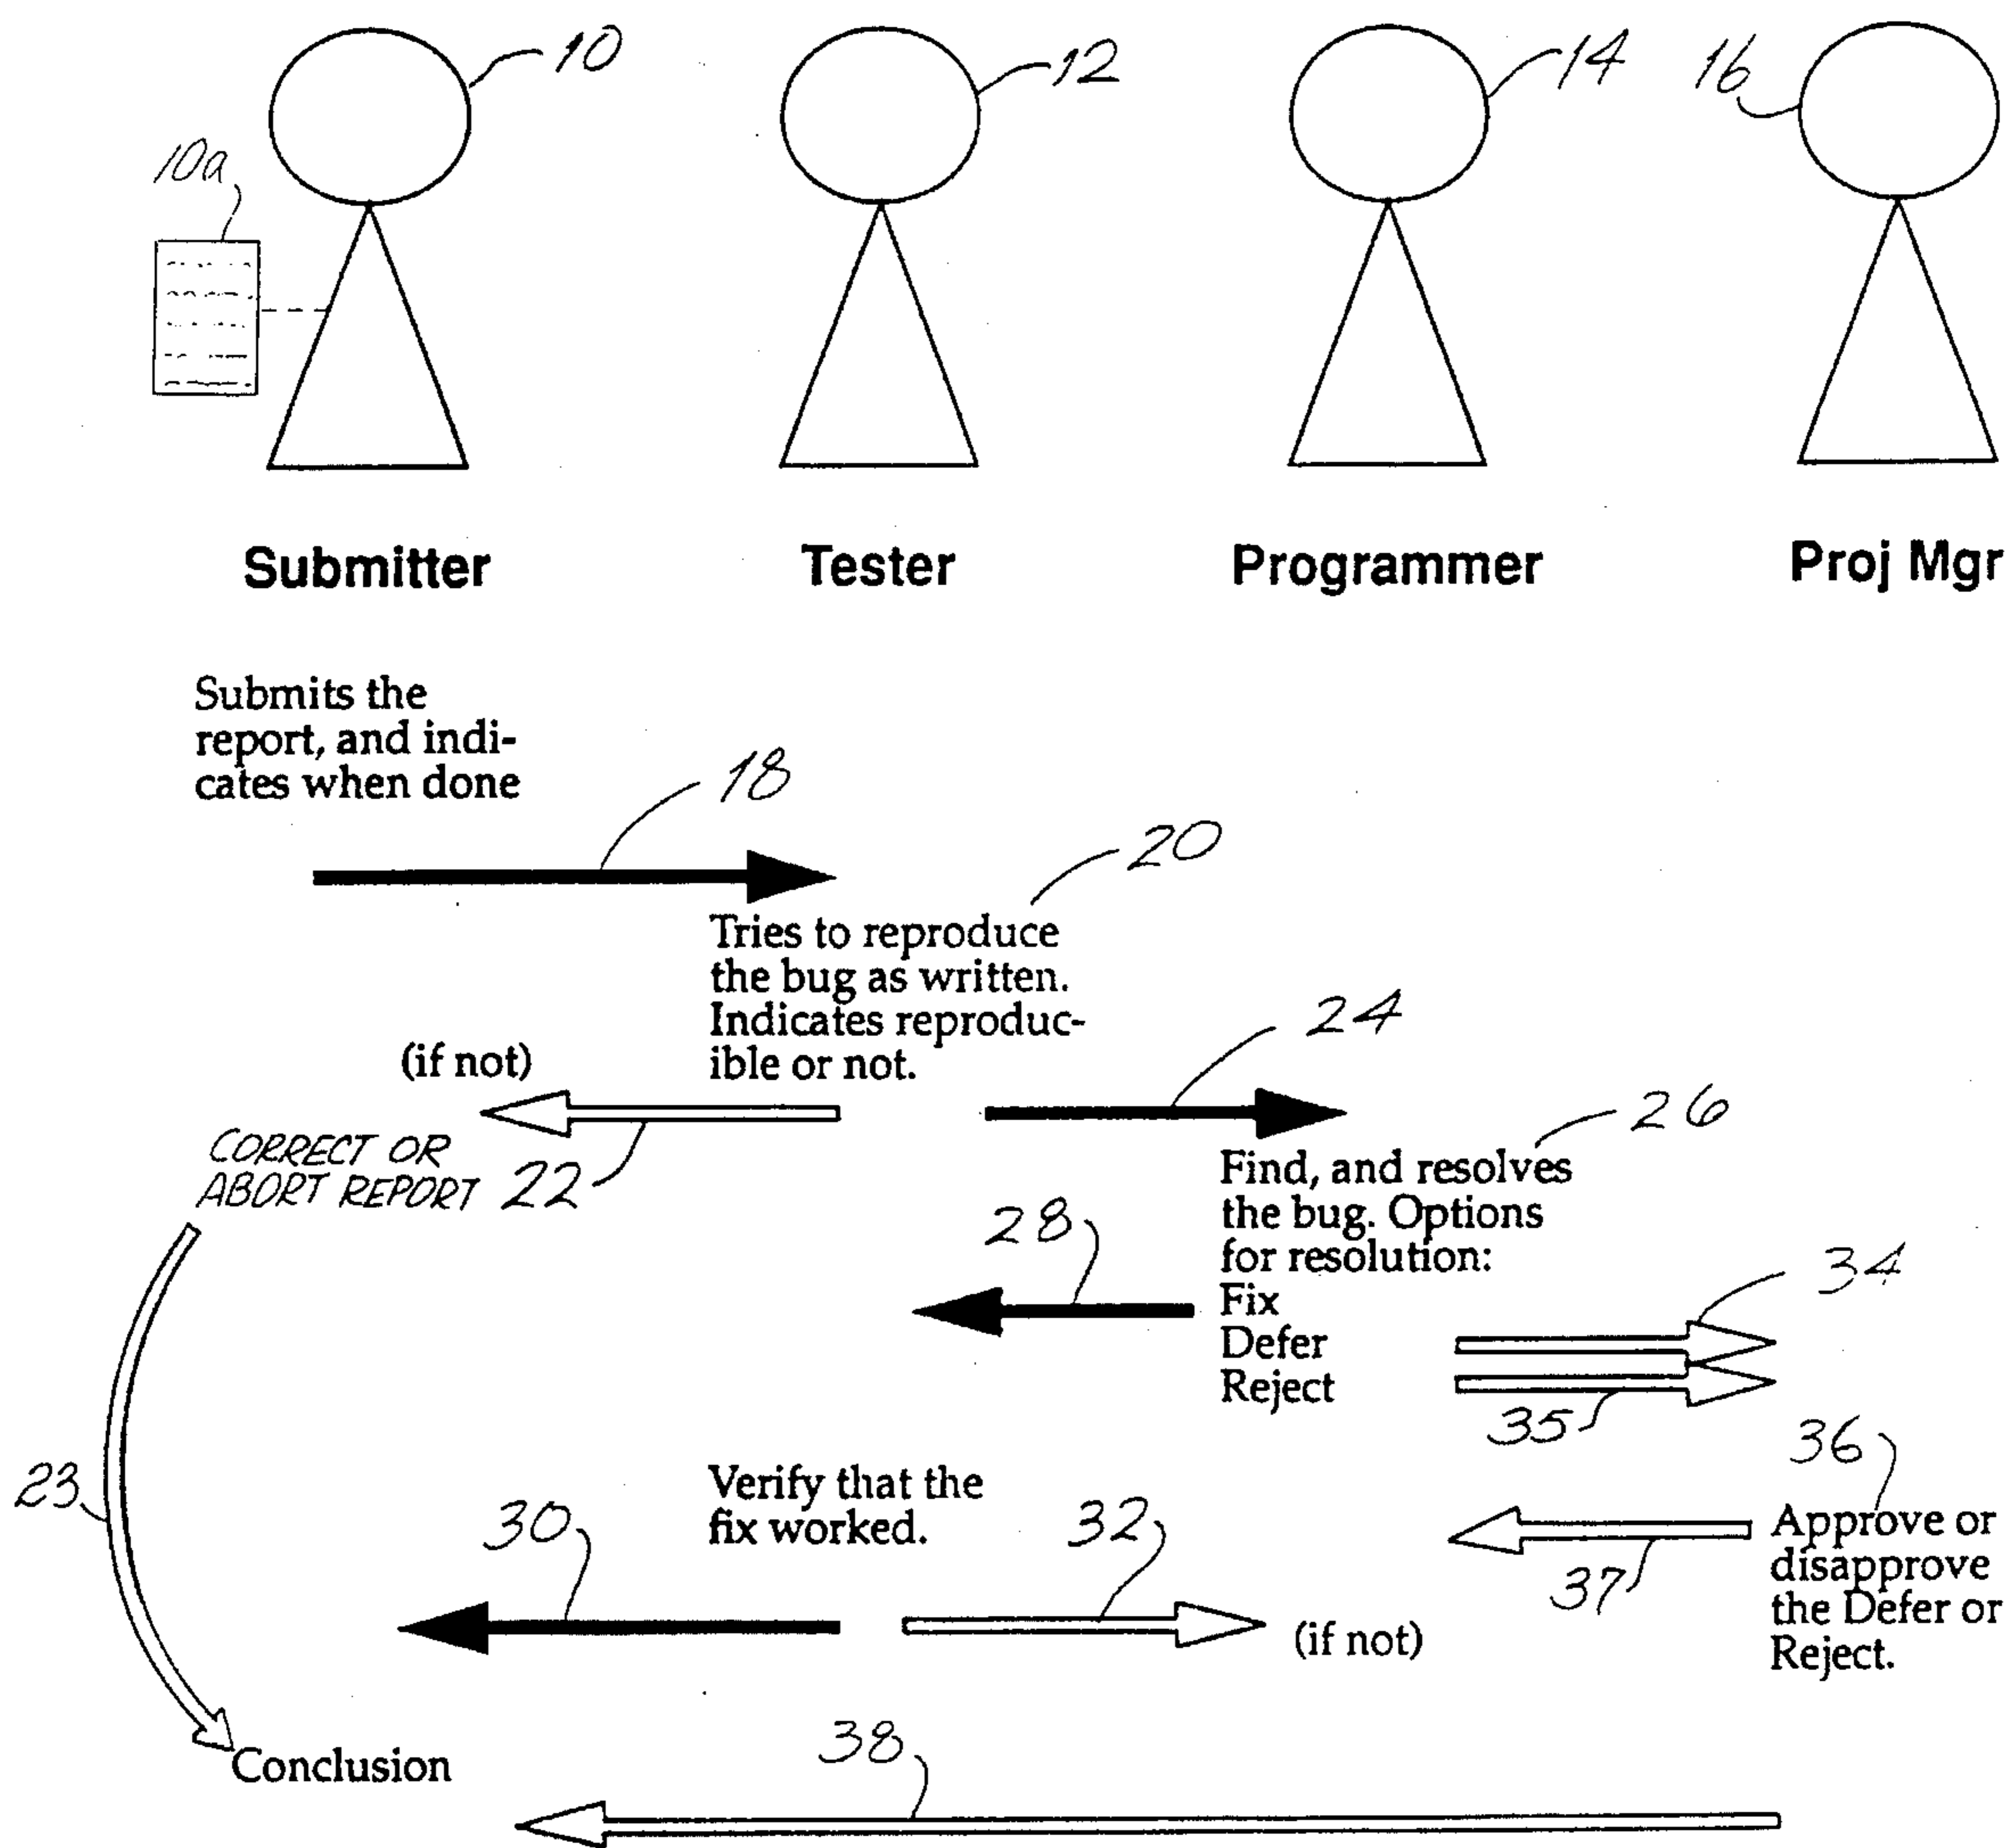 10
12
14
16
10a
Submitter
Tester
Programmer
Proj Mgr
Submits the
report, and indi-
cates when done
18
20
Tries to reproduce
the bug as written.
Indicates reproduc-
ible or not.
24
(if not)
26
CORRECT OR
ABORT REPORT
22
Find, and resolves
the bug. Options
for resolution:
Fix
Defer
Reject
28
34
35
36
23
Verify that the
fix worked.
30
32
37
Approve or
disapprove
the Defer or
Reject.
(if not)
38
Conclusion